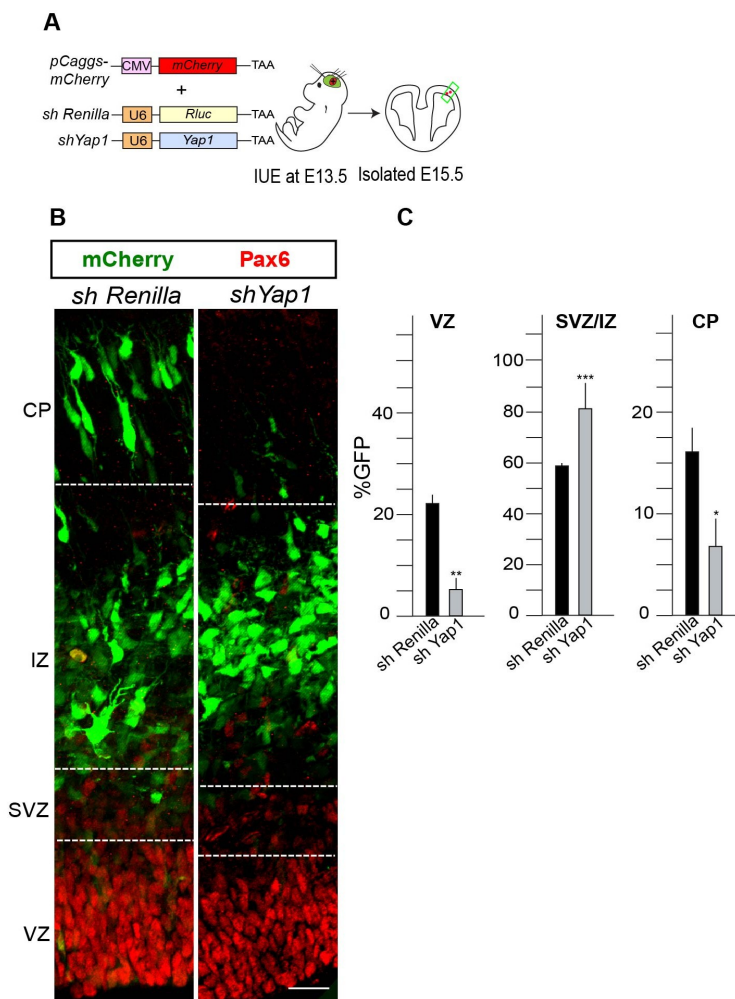 A
pCaggs-
mCherry
CMV
mCherry
TAA
+
sh Renilla
U6
Rluc
TAA
shYap1
U6
Yap1
TAA
IUE at E13.5
Isolated E15.5
B
mCherry
Pax6
sh Renilla
shYap1
CP
IZ
SVZ
VZ
C
VZ
%GFP
40
20
0
**
sh Renilla
sh Yap1
SVZ/IZ
100
80
60
40
20
0
***
sh Renilla
sh Yap1
CP
20
10
0
*
sh Renilla
sh Yap1